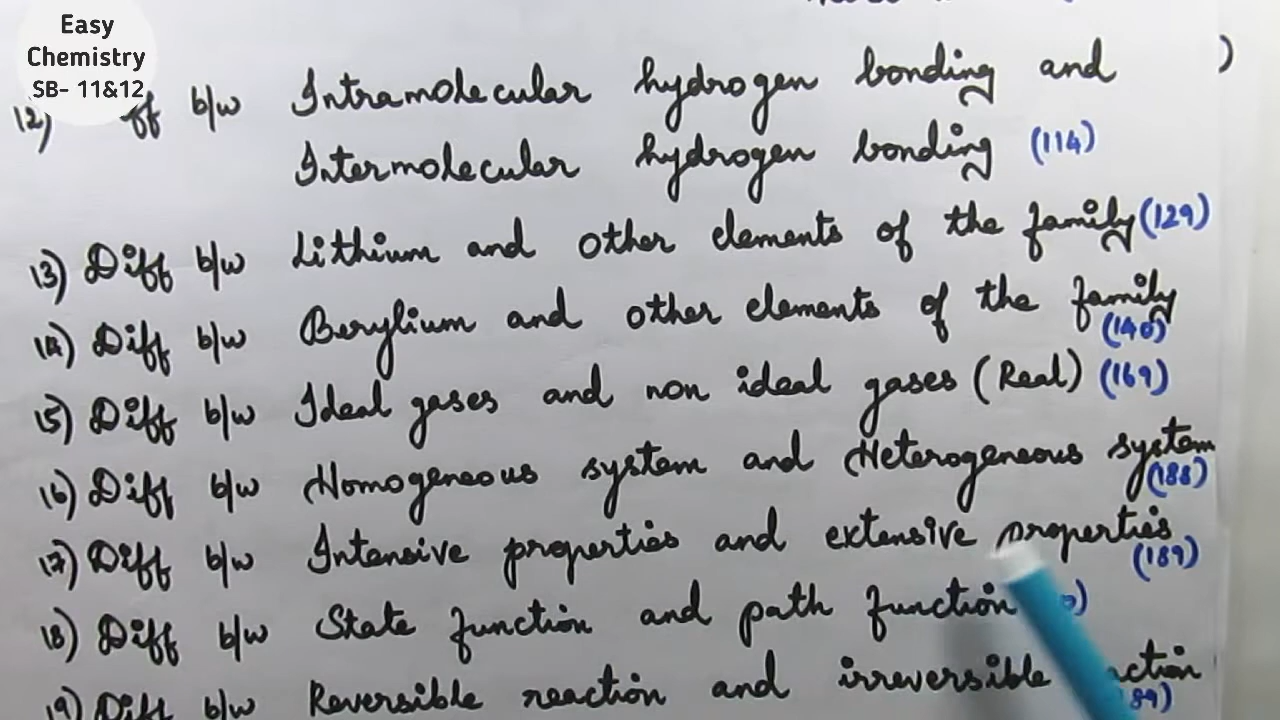 Easy
Chemistry
SB- 11&12
12) Diff b/w Intramolecular hydrogen bonding and )
Intermolecular hydrogen bonding (114)
13) Diff b/w Lithium and other elements of the family (129)
14) Diff b/w Berylium and other elements of the family
(140)
15) Diff b/w Ideal gases and non ideal gases (Real) (169)
16) Diff b/w Homogeneous system and Heterogeneous system
(188)
17) Diff b/w Intensive properties and extensive properties
(189)
18) Diff b/w State function and path function
19) Diff b/w Reversible reaction and irreversible